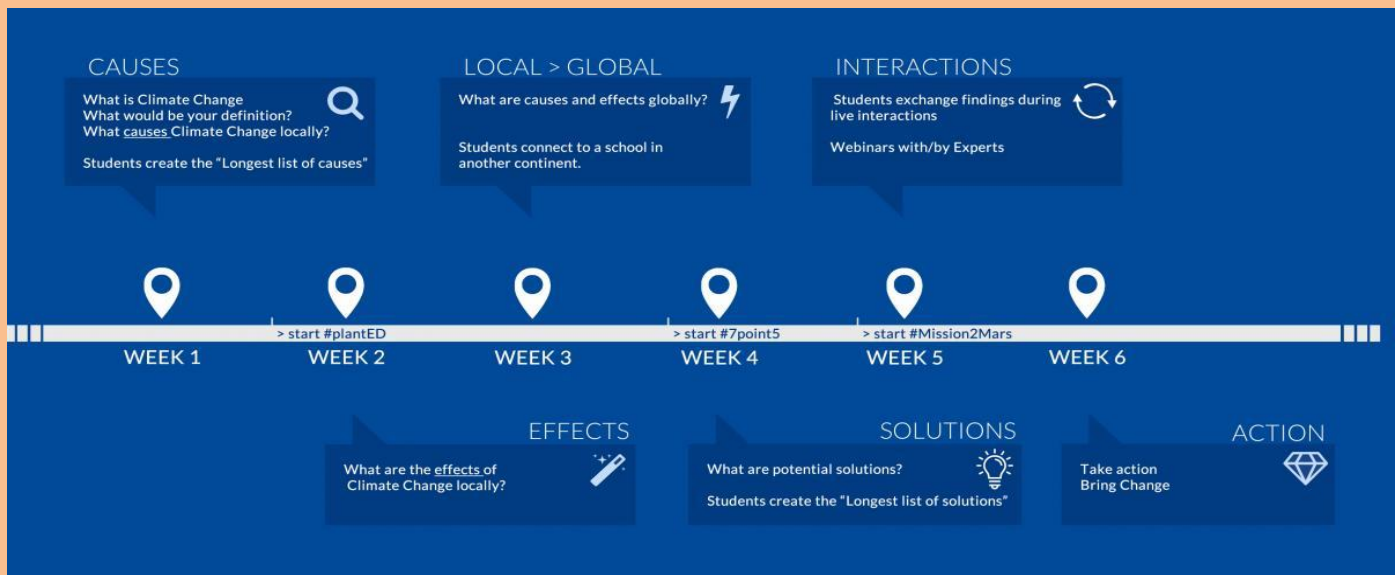 CAUSES
What is Climate Change
What would be your definition?
What causes Climate Change locally?
Students create the “Longest list of causes”
LOCAL > GLOBAL
What are causes and effects globally?
Students connect to a school in
another continent.
INTERACTIONS
Students exchange findings during
live interactions
Webinars with/by Experts
> start #plantED
> start #7point5
> start #Mission2Mars
WEEK 1
WEEK 2
WEEK 3
WEEK 4
WEEK 5
WEEK 6
EFFECTS
What are the effects of
Climate Change locally?
SOLUTIONS
What are potential solutions?
Students create the “Longest list of solutions”
ACTION
Take action
Bring Change